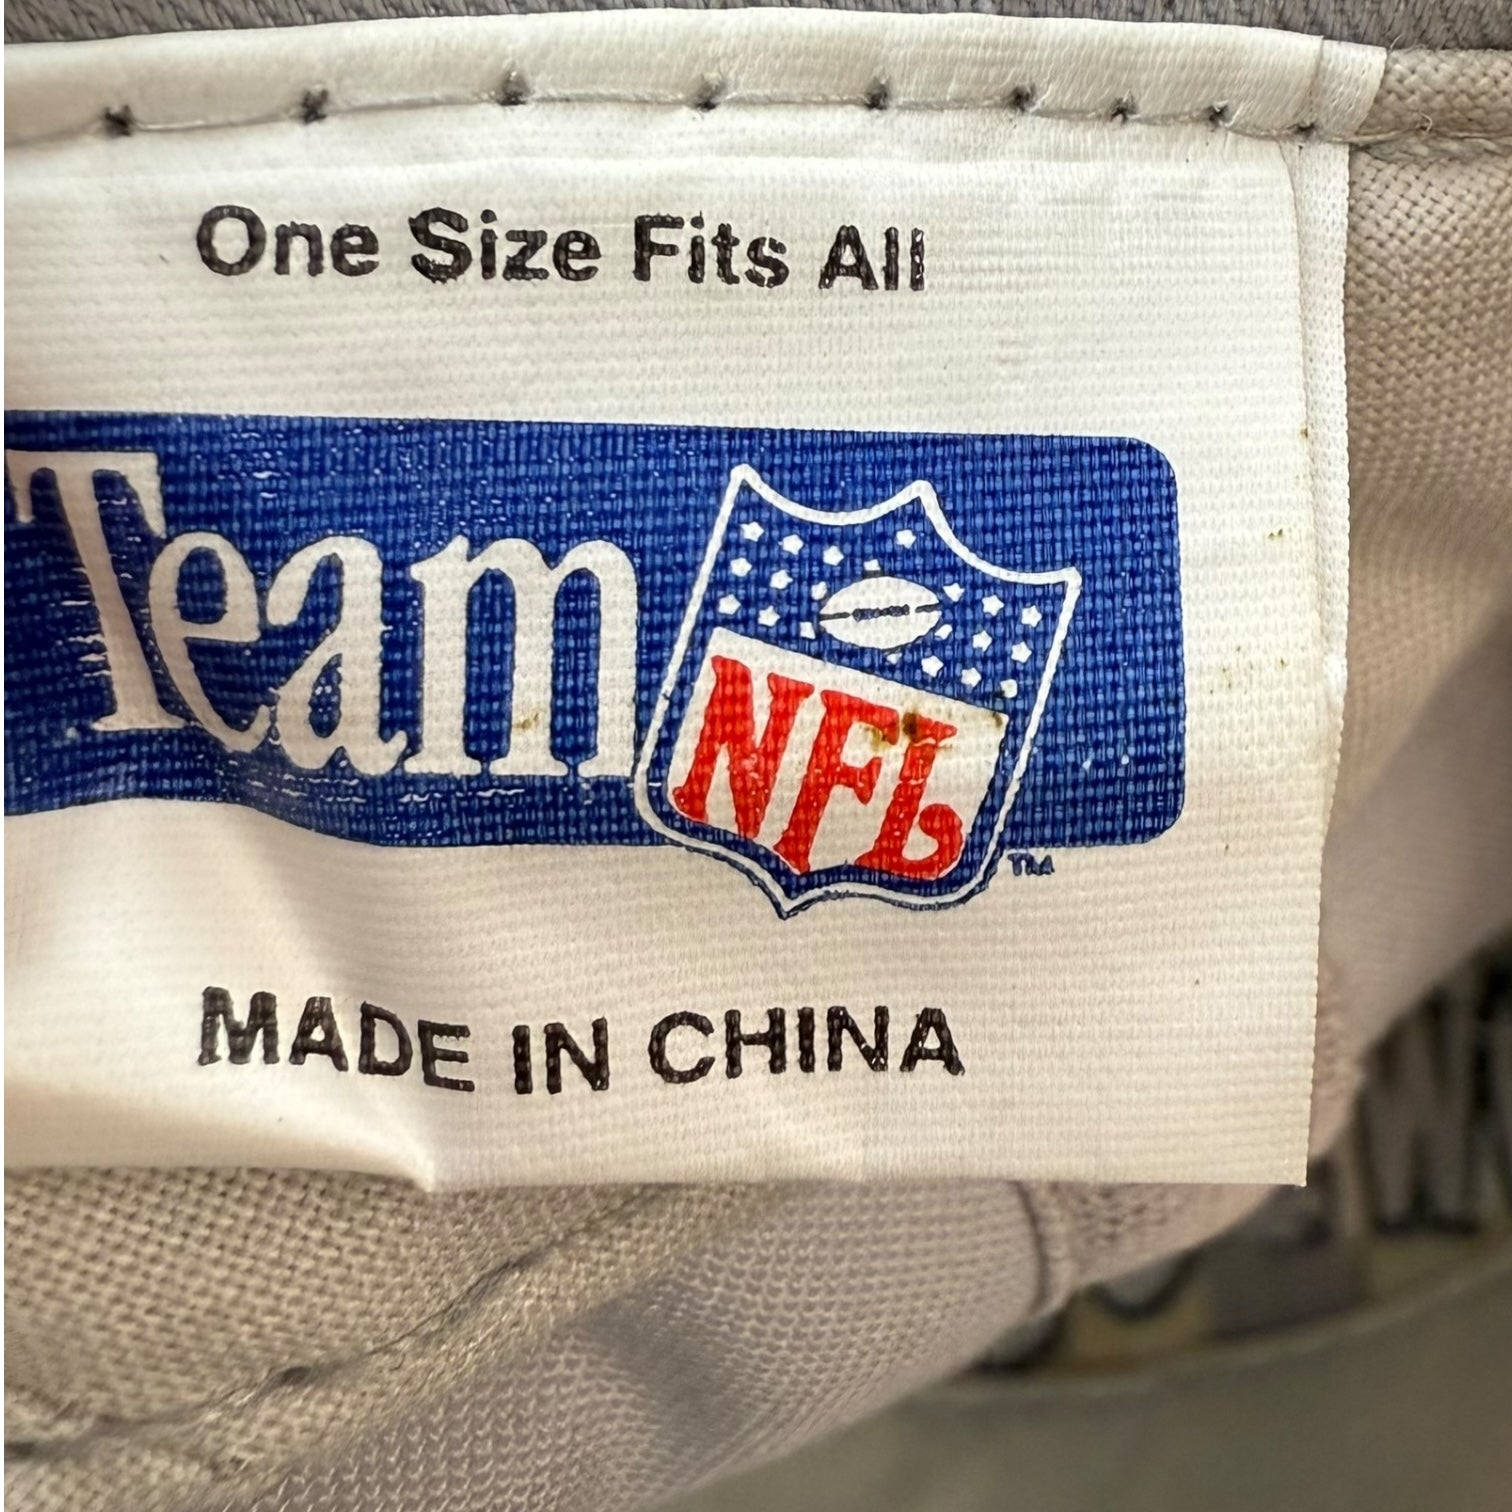 One Size Fits All
Team NFL
TM
MADE IN CHINA